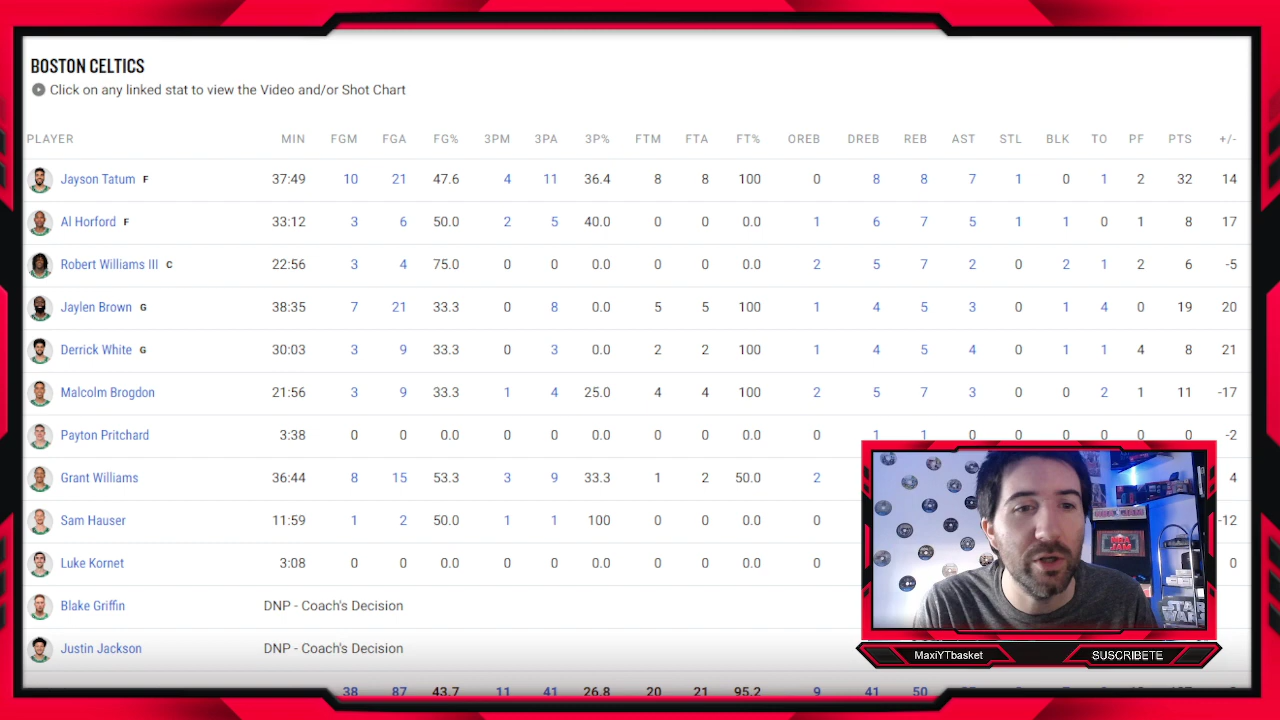 BOSTON CELTICS
Click on any linked stat to view the Video and/or Shot Chart
PLAYER MIN FGM FGA FG% 3PM 3PA 3P% FTM FTA FT% OREB DREB REB AST STL BLK TO PF PTS +/-
Jayson Tatum F 37:49 10 21 47.6 4 11 36.4 8 8 100 0 8 8 7 1 0 1 2 32 14
Al Horford F 33:12 3 6 50.0 2 5 40.0 0 0 0.0 1 6 7 5 1 1 0 1 8 17
Robert Williams III C 22:56 3 4 75.0 0 0 0.0 0 0 0.0 2 5 7 2 0 2 1 2 6 -5
Jaylen Brown G 38:35 7 21 33.3 0 8 0.0 5 5 100 1 4 5 3 0 1 4 0 19 20
Derrick White G 30:03 3 9 33.3 0 3 0.0 2 2 100 1 4 5 4 0 1 1 4 8 21
Malcolm Brogdon 21:56 3 9 33.3 1 4 25.0 4 4 100 2 5 7 3 0 0 2 1 11 -17
Payton Pritchard 3:38 0 0 0.0 0 0 0.0 0 0 0.0 0 1 1 0 0 0 0 0 0 -2
Grant Williams 36:44 8 15 53.3 3 9 33.3 1 2 50.0 2 4
Sam Hauser 11:59 1 2 50.0 1 1 100 0 0 0.0 0 -12
Luke Kornet 3:08 0 0 0.0 0 0 0.0 0 0 0.0 0 0
Blake Griffin DNP - Coach's Decision
Justin Jackson DNP - Coach's Decision
38 87 43.7 11 41 26.8 20 21 95.2 9 41 50
NBA JAM
STAR WARS
MaxiYTbasket SUSCRIBETE